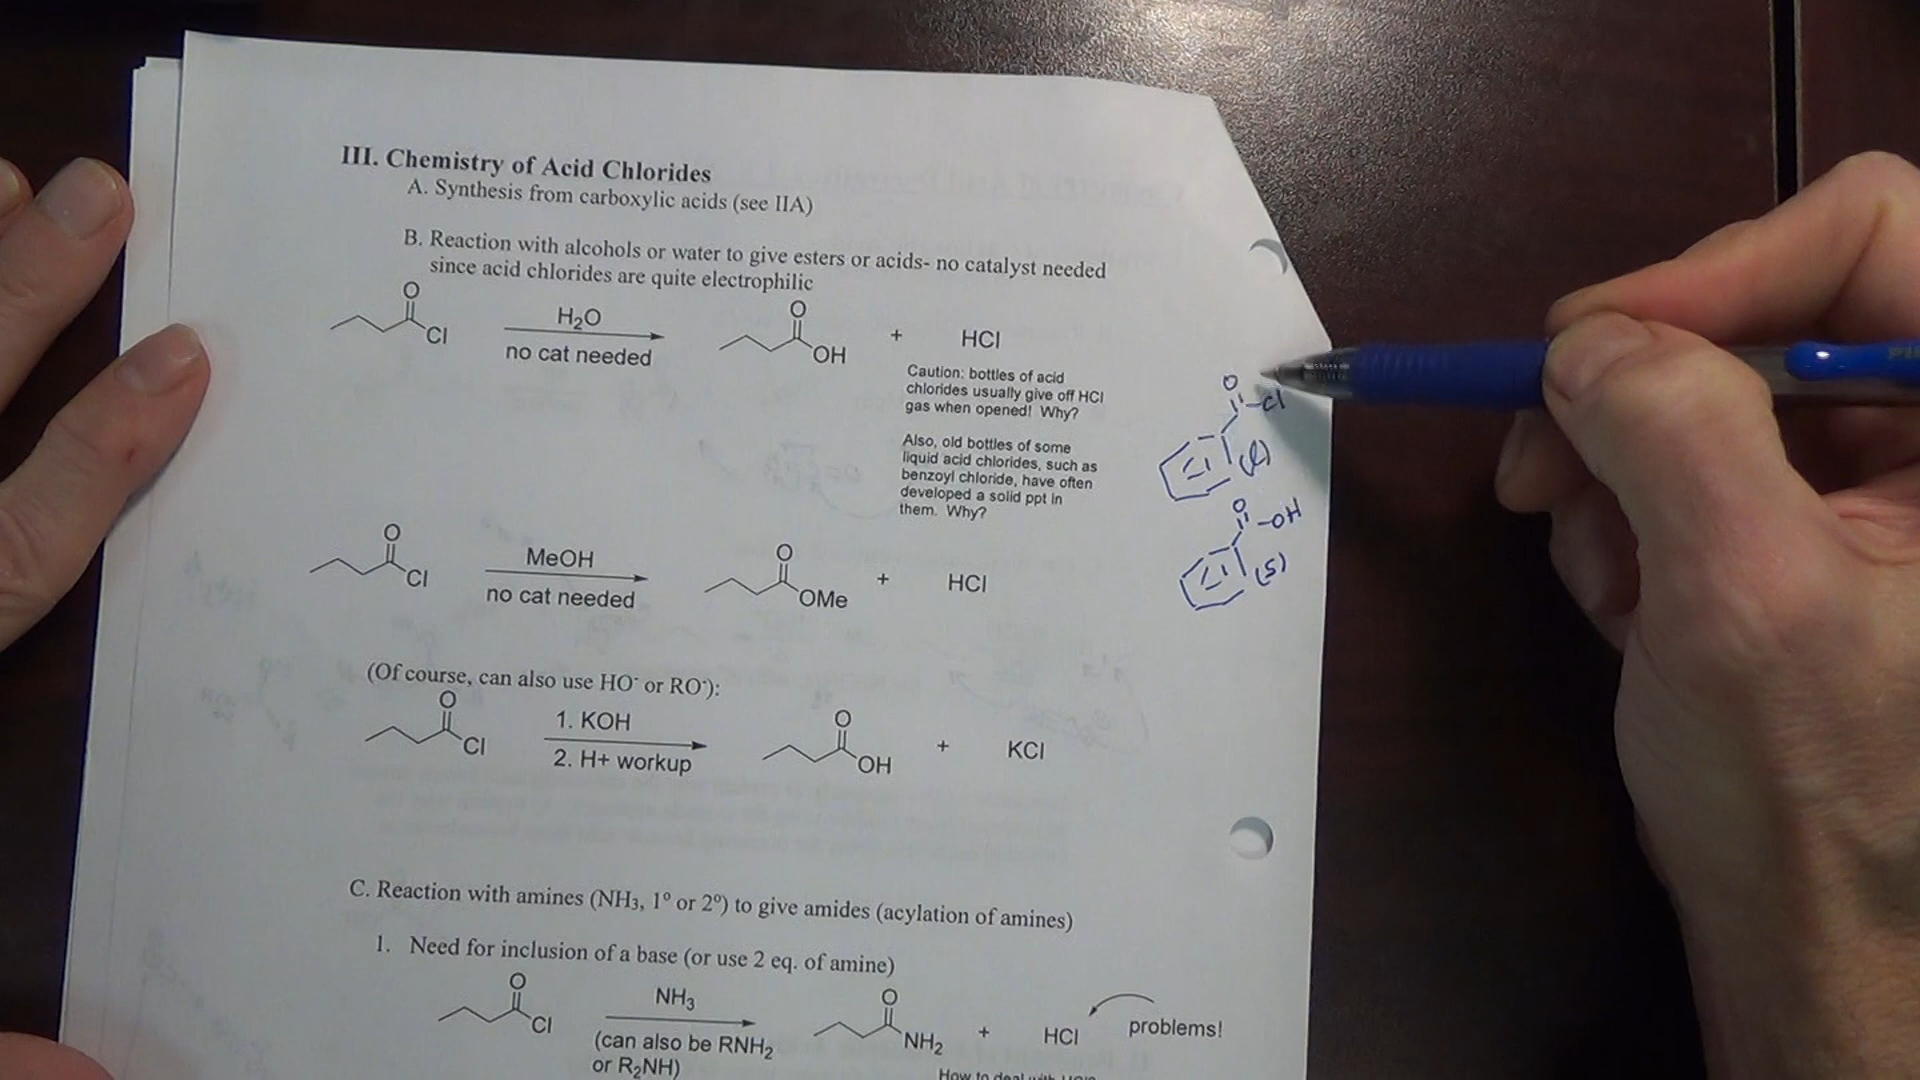 III. Chemistry of Acid Chlorides
A. Synthesis from carboxylic acids (see IIA)
B. Reaction with alcohols or water to give esters or acids- no catalyst needed
since acid chlorides are quite electrophilic
O
Cl
H₂O
no cat needed
O
OH
+
HCl
Caution: bottles of acid
chlorides usually give off HCl
gas when opened! Why?
Also, old bottles of some
liquid acid chlorides, such as
benzoyl chloride, have often
developed a solid ppt in
them. Why?
O
Cl
(l)
O
OH
(s)
O
Cl
MeOH
no cat needed
O
OMe
+
HCl
(Of course, can also use HO⁻ or RO⁻):
O
Cl
1. KOH
2. H+ workup
O
OH
+
KCl
C. Reaction with amines (NH₃, 1º or 2º) to give amides (acylation of amines)
1. Need for inclusion of a base (or use 2 eq. of amine)
O
Cl
NH₃
(can also be RNH₂
or R₂NH)
O
NH₂
+
HCl
problems!
How to deal with